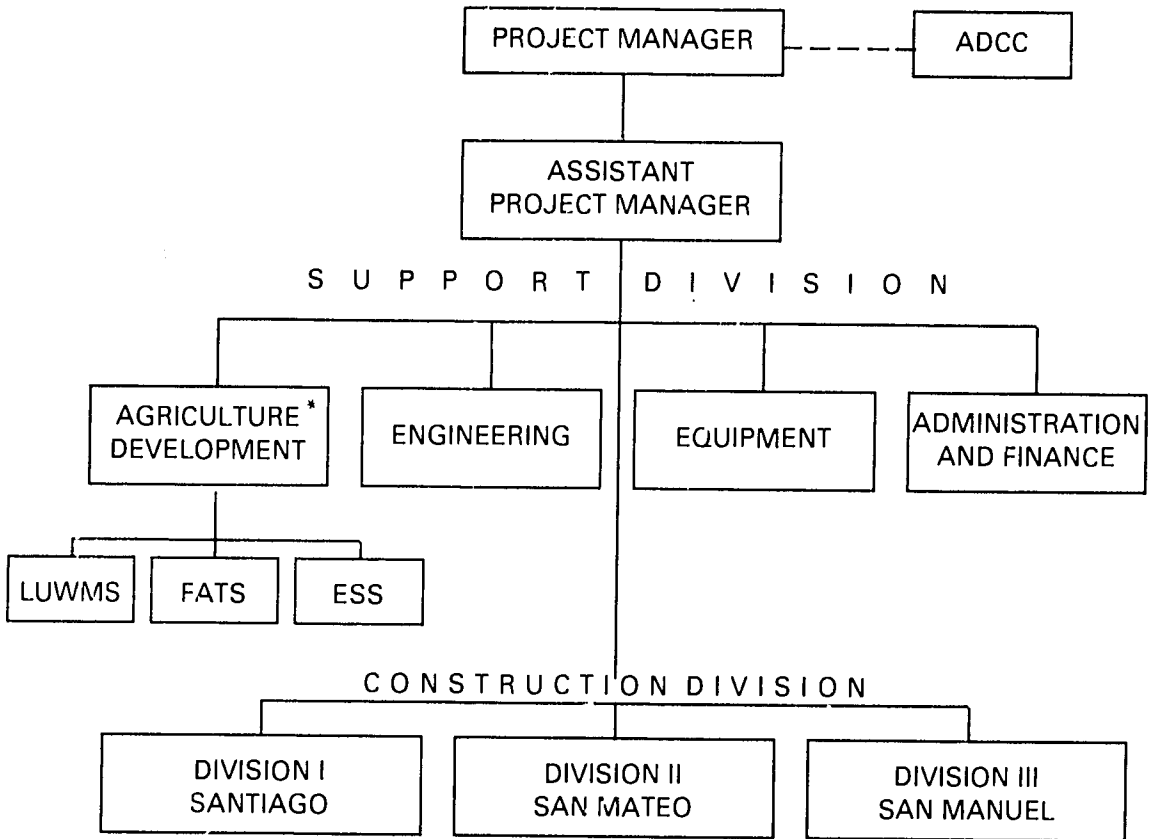 PROJECT MANAGER
ADCC
ASSISTANT
PROJECT MANAGER
SUPPORT DIVISION
AGRICULTURE *
DEVELOPMENT
ENGINEERING
EQUIPMENT
ADMINISTRATION
AND FINANCE
LUWMS
FATS
ESS
CONSTRUCTION DIVISION
DIVISION I
SANTIAGO
DIVISION II
SAN MATEO
DIVISION III
SAN MANUEL